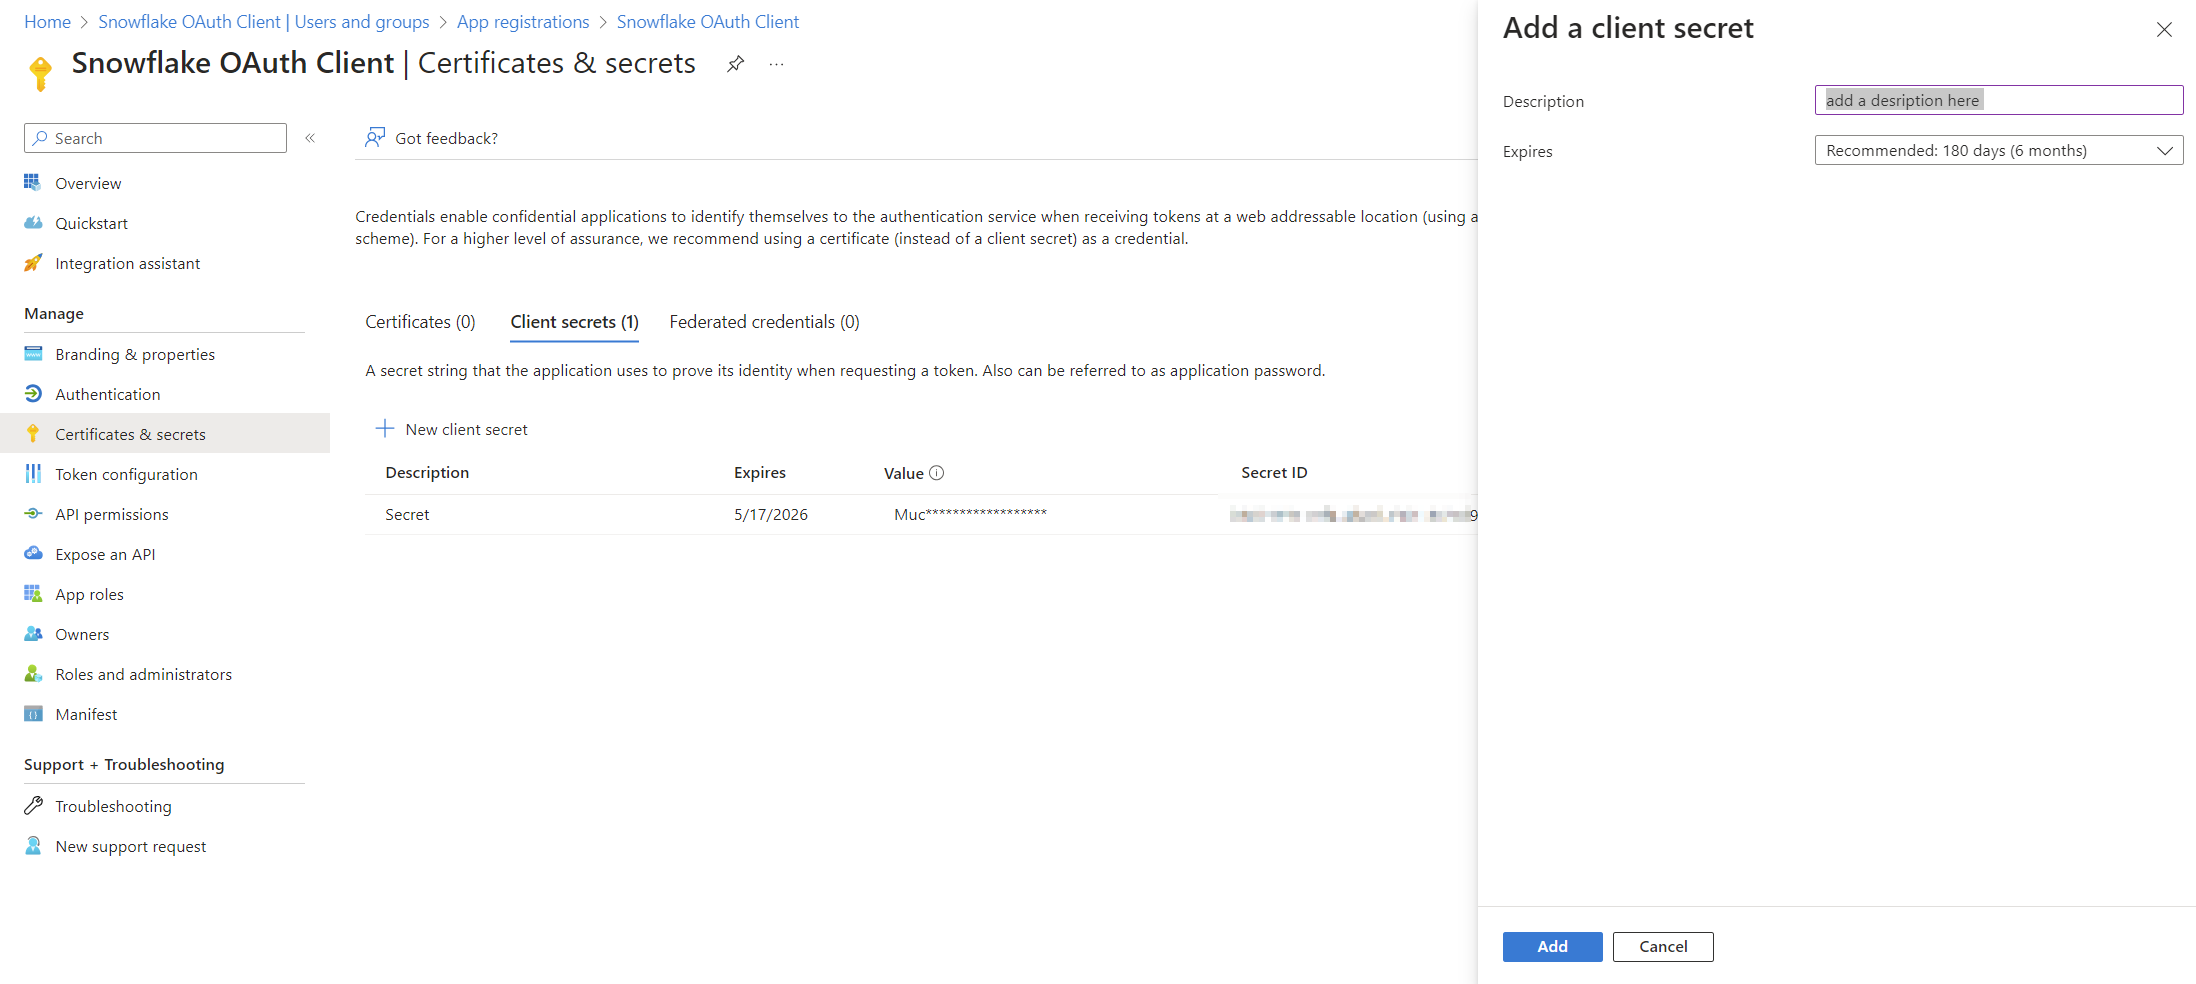 Home > Snowflake OAuth Client | Users and groups > App registrations > Snowflake OAuth Client
Snowflake OAuth Client | Certificates & secrets
Search
Overview
Quickstart
Integration assistant
Manage
Branding & properties
Authentication
Certificates & secrets
Token configuration
API permissions
Expose an API
App roles
Owners
Roles and administrators
Manifest
Support + Troubleshooting
Troubleshooting
New support request
Got feedback?
Credentials enable confidential applications to identify themselves to the authentication service when receiving tokens at a web addressable location (using a
scheme). For a higher level of assurance, we recommend using a certificate (instead of a client secret) as a credential.
Certificates (0) Client secrets (1) Federated credentials (0)
A secret string that the application uses to prove its identity when requesting a token. Also can be referred to as application password.
New client secret
Description Expires Value Secret ID
Secret 5/17/2026 Muc******************
Add a client secret
Description add a desription here
Expires Recommended: 180 days (6 months)
Add Cancel